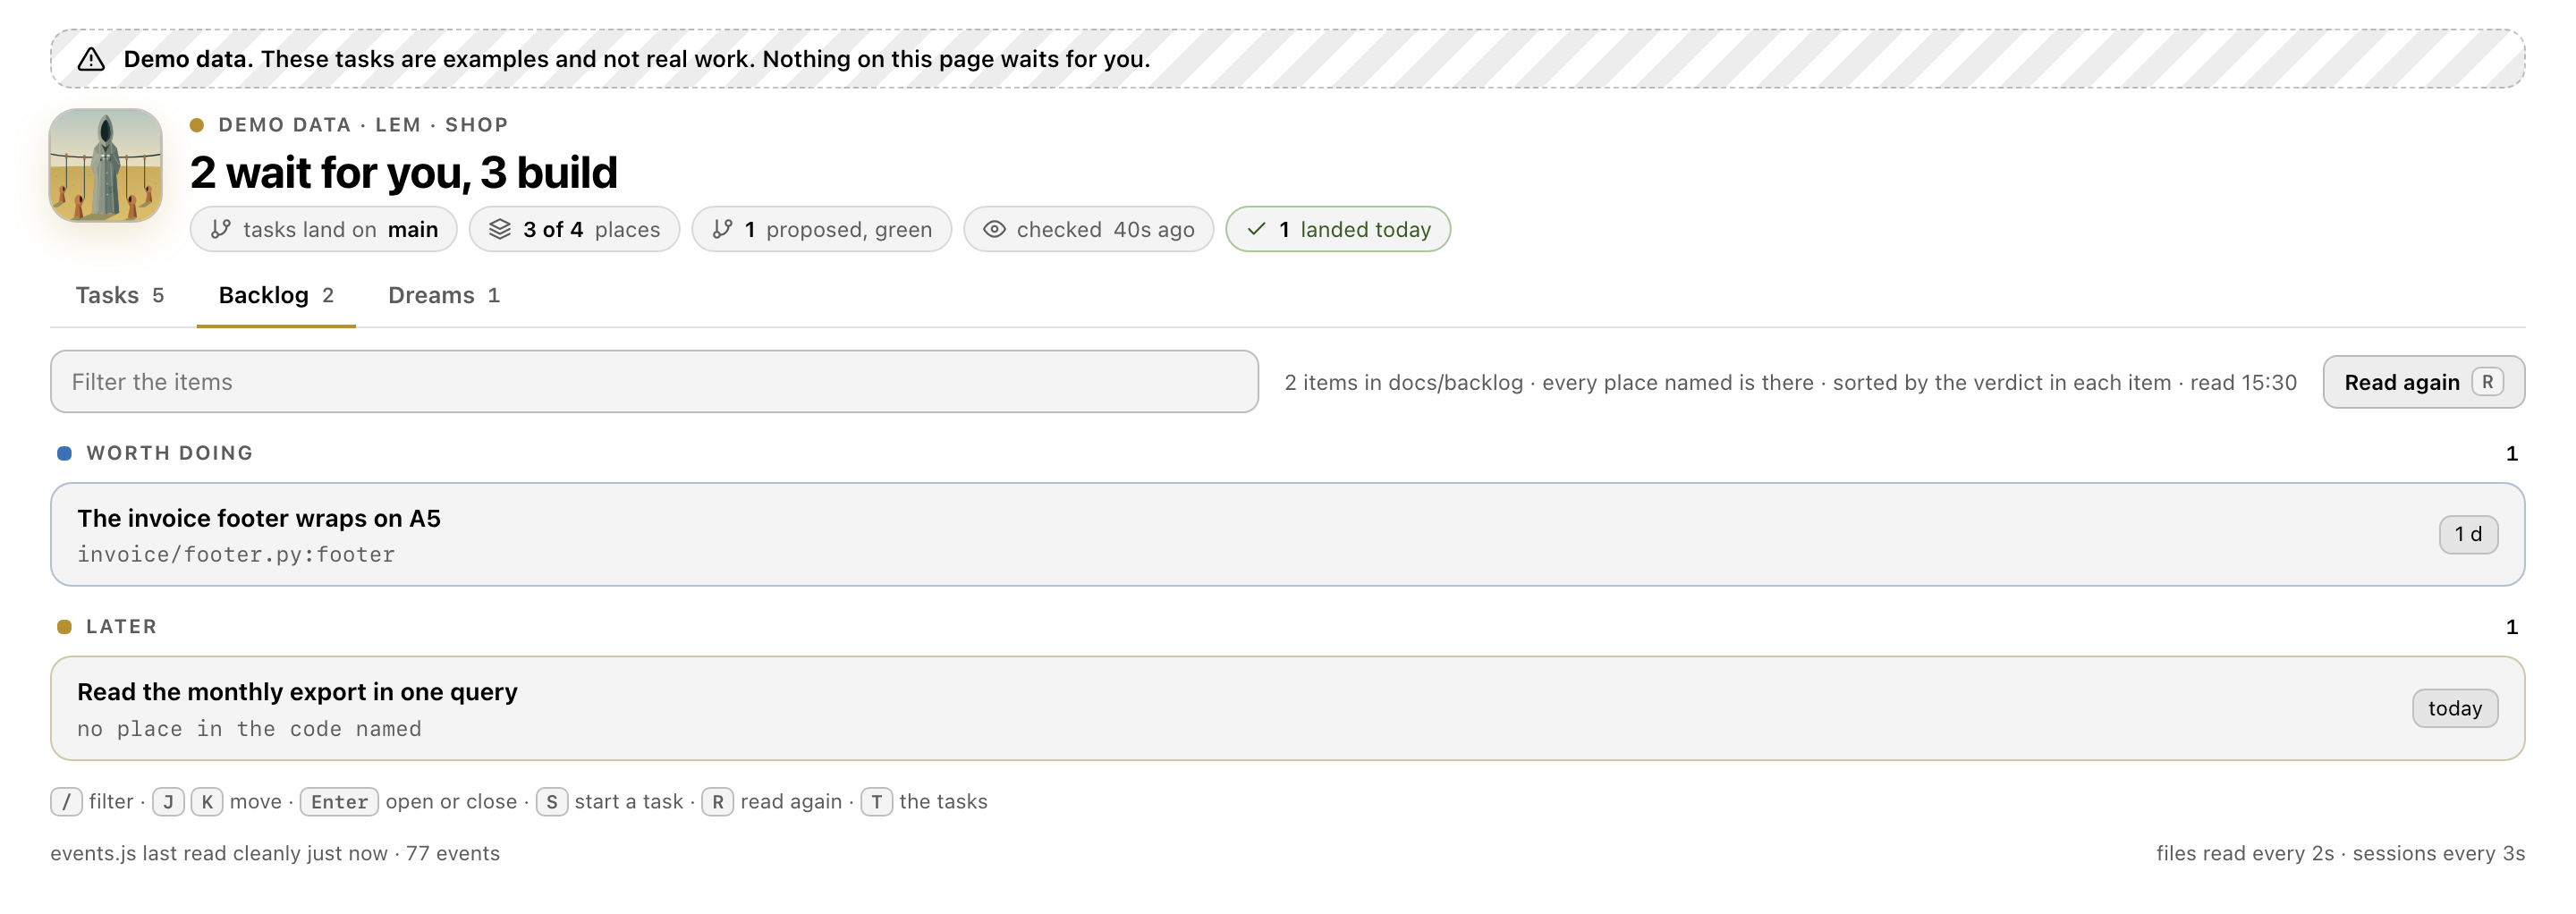 Demo data. These tasks are examples and not real work. Nothing on this page waits for you.
DEMO DATA · LEM · SHOP
2 wait for you, 3 build
tasks land on main 3 of 4 places 1 proposed, green checked 40s ago 1 landed today
Tasks 5 Backlog 2 Dreams 1
Filter the items 2 items in docs/backlog · every place named is there · sorted by the verdict in each item · read 15:30 Read again R
WORTH DOING 1
The invoice footer wraps on A5
invoice/footer.py:footer
1 d
LATER 1
Read the monthly export in one query
no place in the code named
today
/ filter · J K move · Enter open or close · S start a task · R read again · T the tasks
events.js last read cleanly just now · 77 events files read every 2s · sessions every 3s